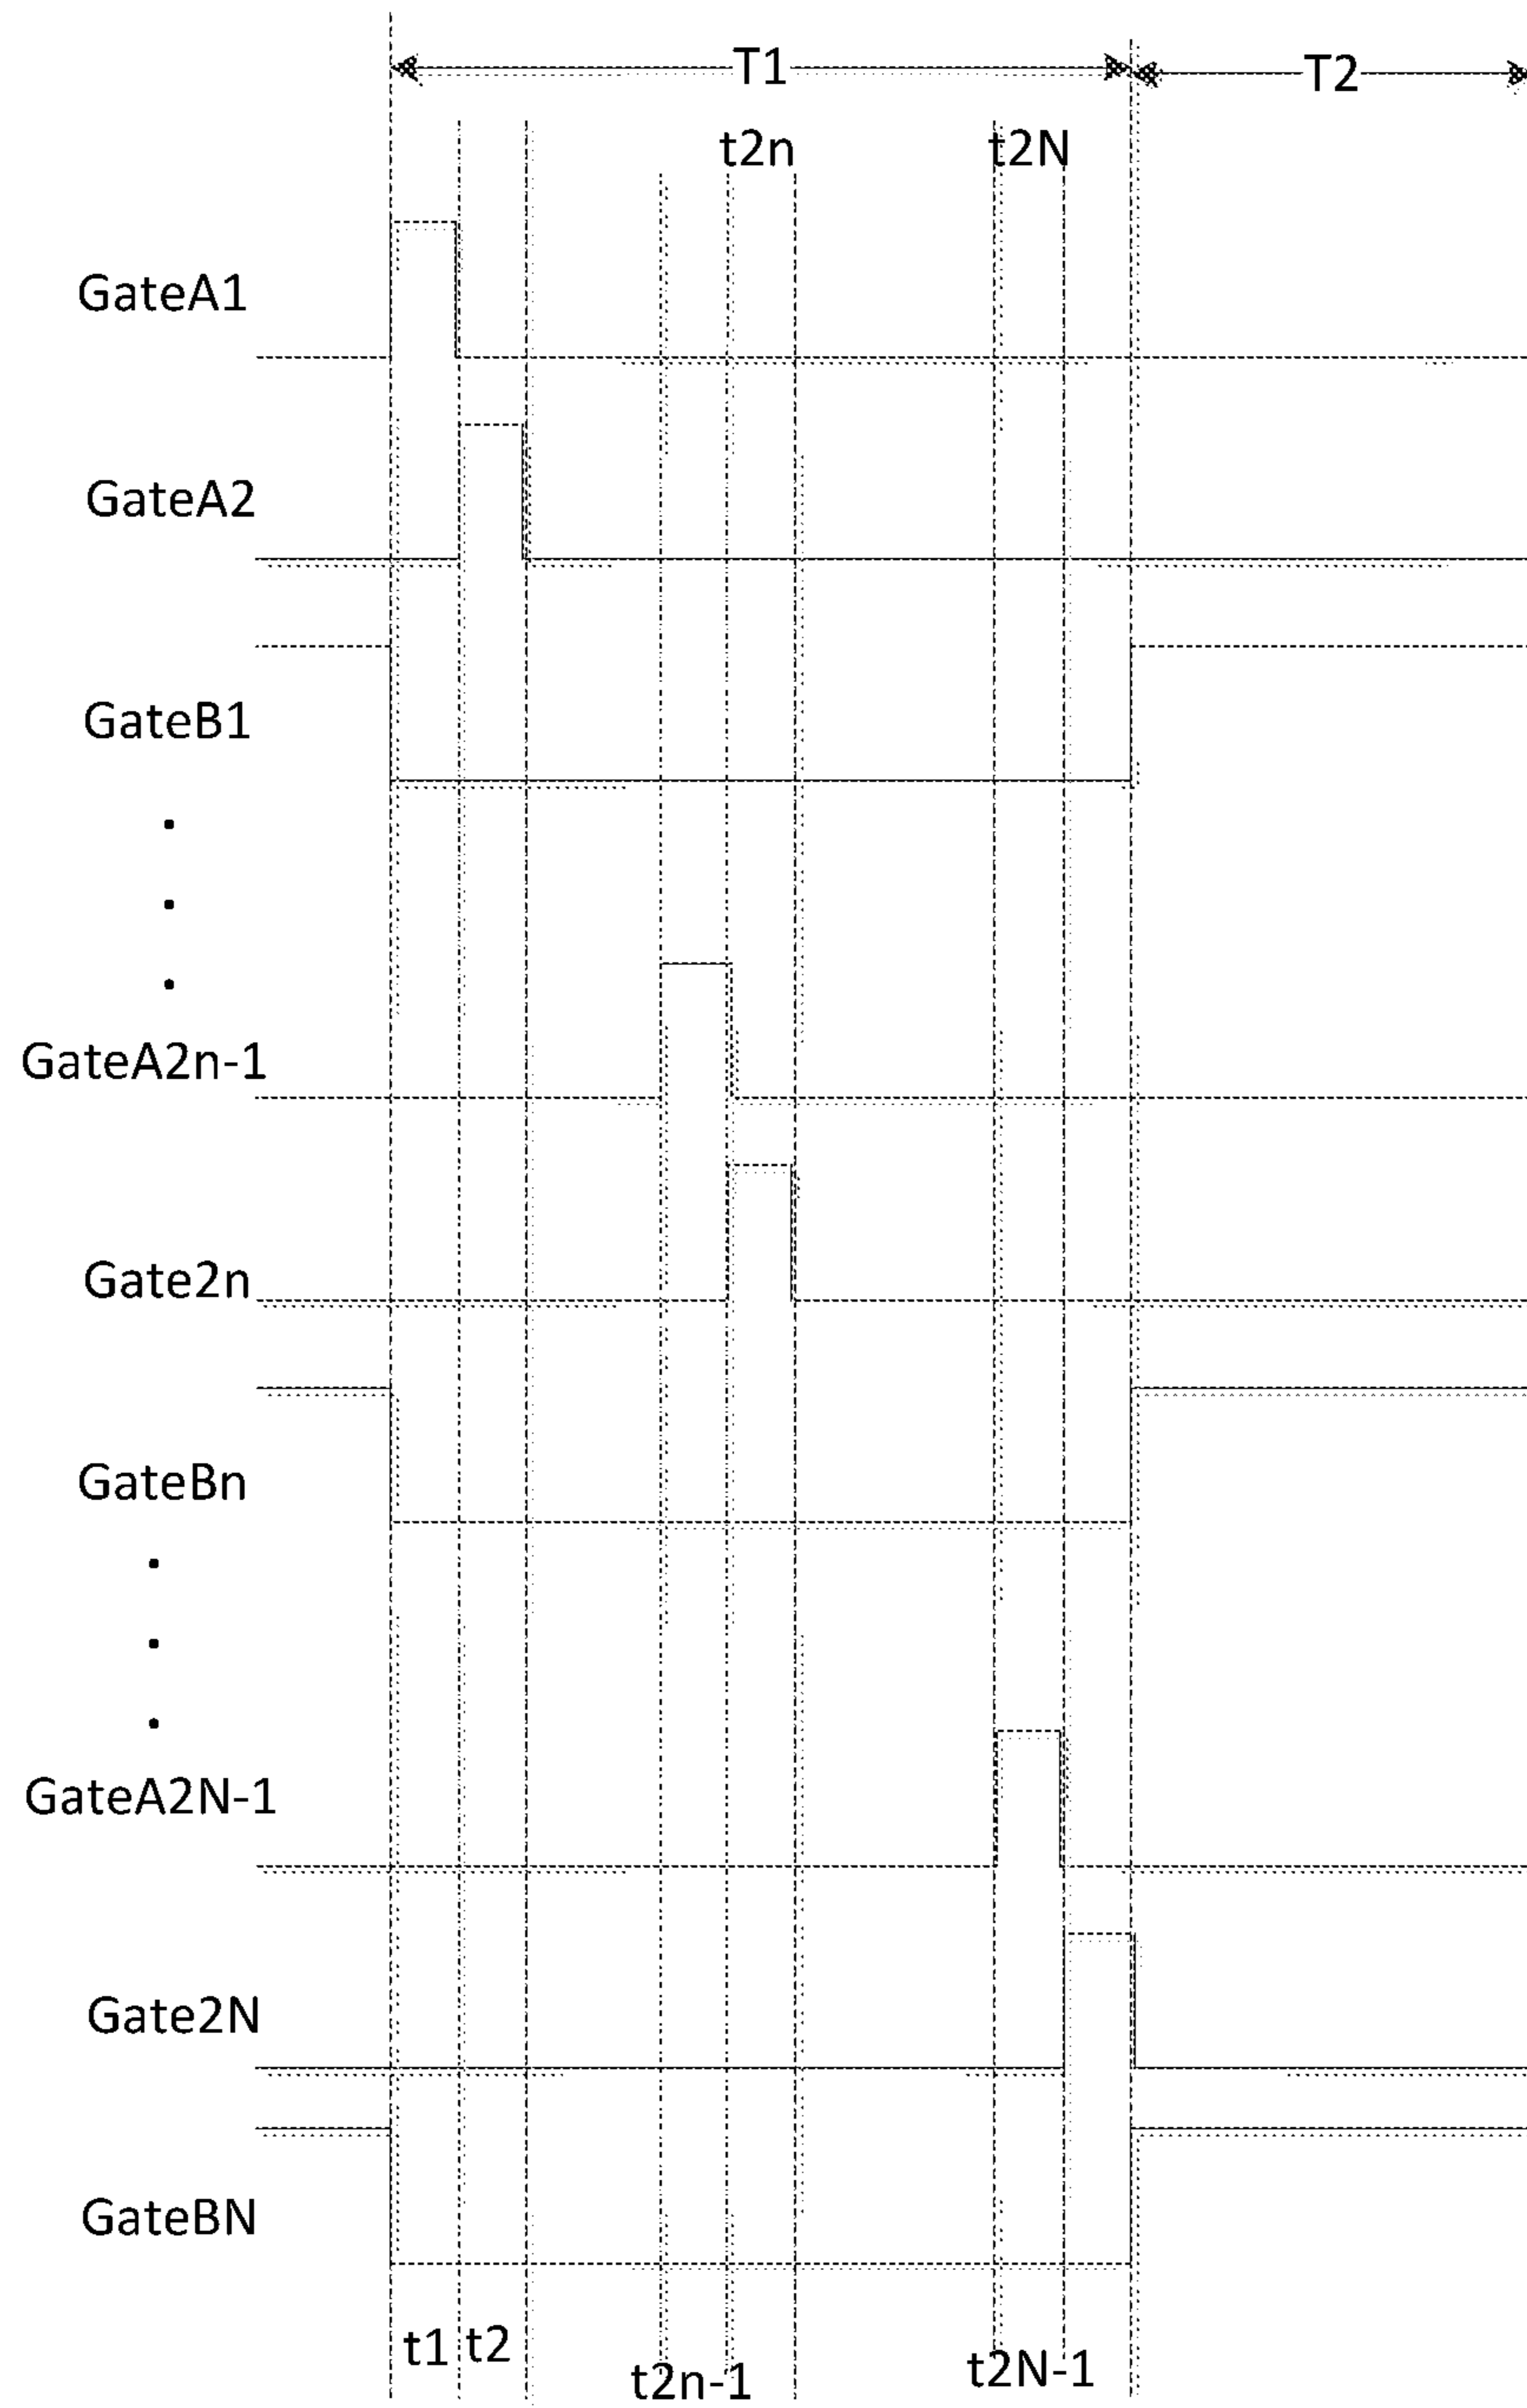 T1
T2
t2n
t2N
GateA1
GateA2
GateB1
GateA2n-1
Gate2n
GateBn
GateA2N-1
Gate2N
GateBN
t1
t2
t2n-1
t2N-1